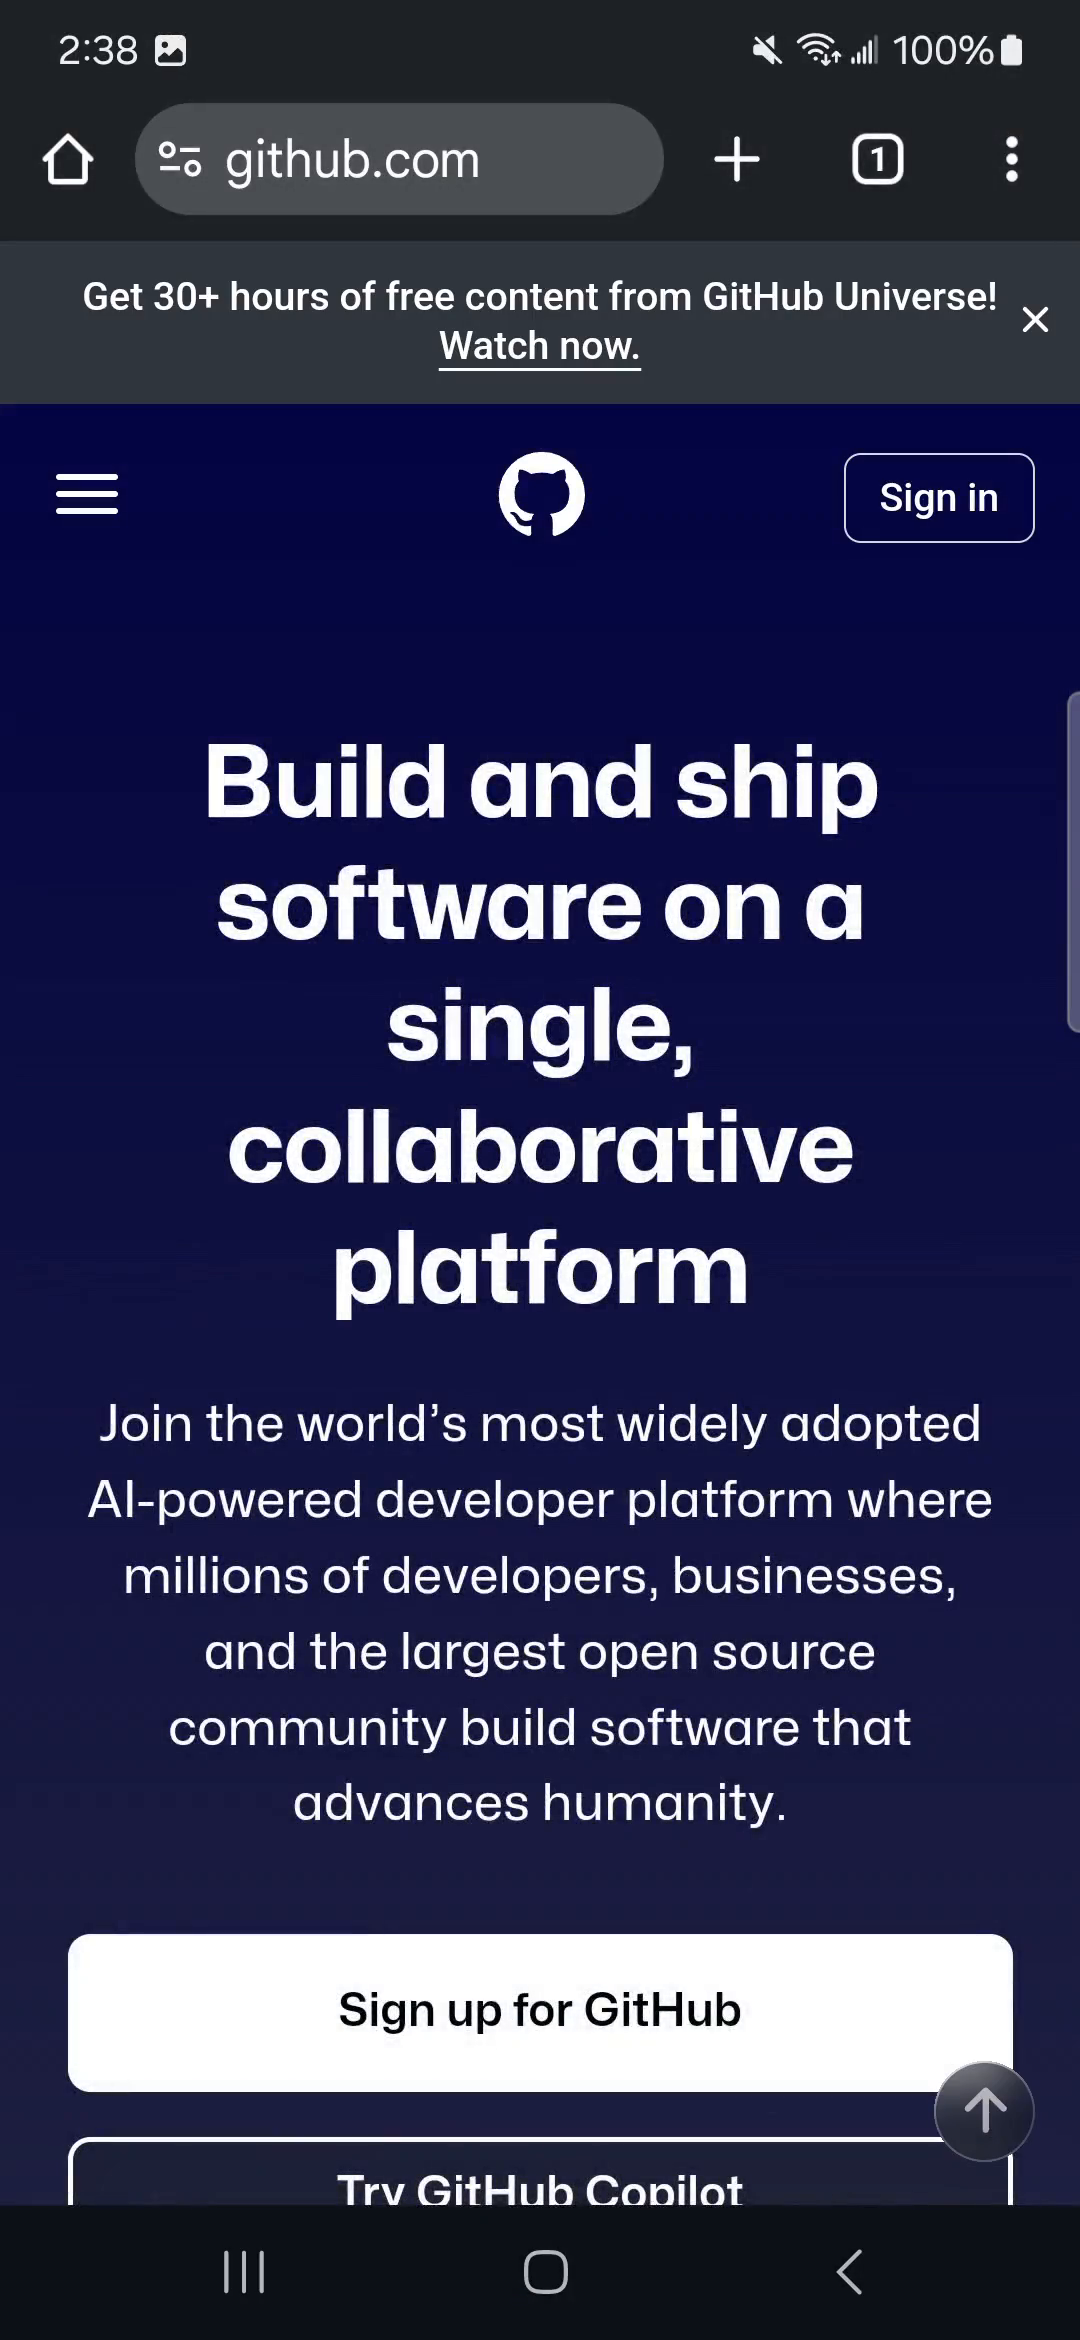 2:38
100%
github.com
1
Get 30+ hours of free content from GitHub Universe!
Watch now.
Sign in
Build and ship
software on a
single,
collaborative
platform
Join the world’s most widely adopted
AI-powered developer platform where
millions of developers, businesses,
and the largest open source
community build software that
advances humanity.
Sign up for GitHub
Try GitHub Copilot